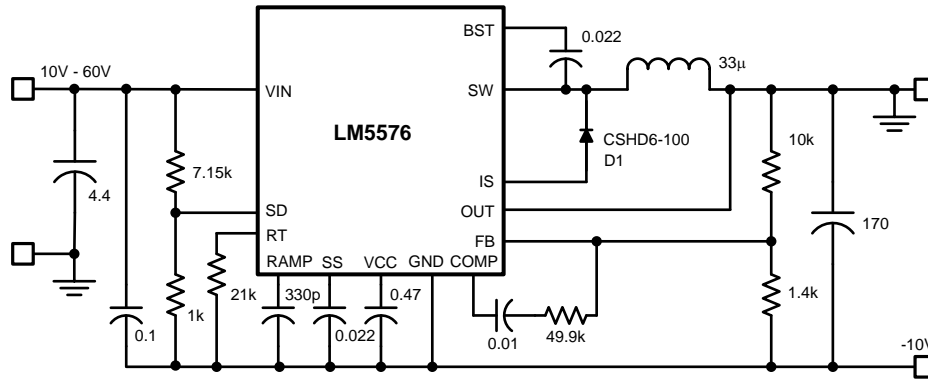 BST
0.022
10V - 60V
33μ
VIN
SW
LM5576
CSHD6-100
D1
10k
7.15k
4.4
IS
SD
OUT
170
RT
FB
RAMP
SS
VCC
GND
COMP
21k
330p
0.47
1.4k
0.1
1k
0.022
0.01
49.9k
-10V